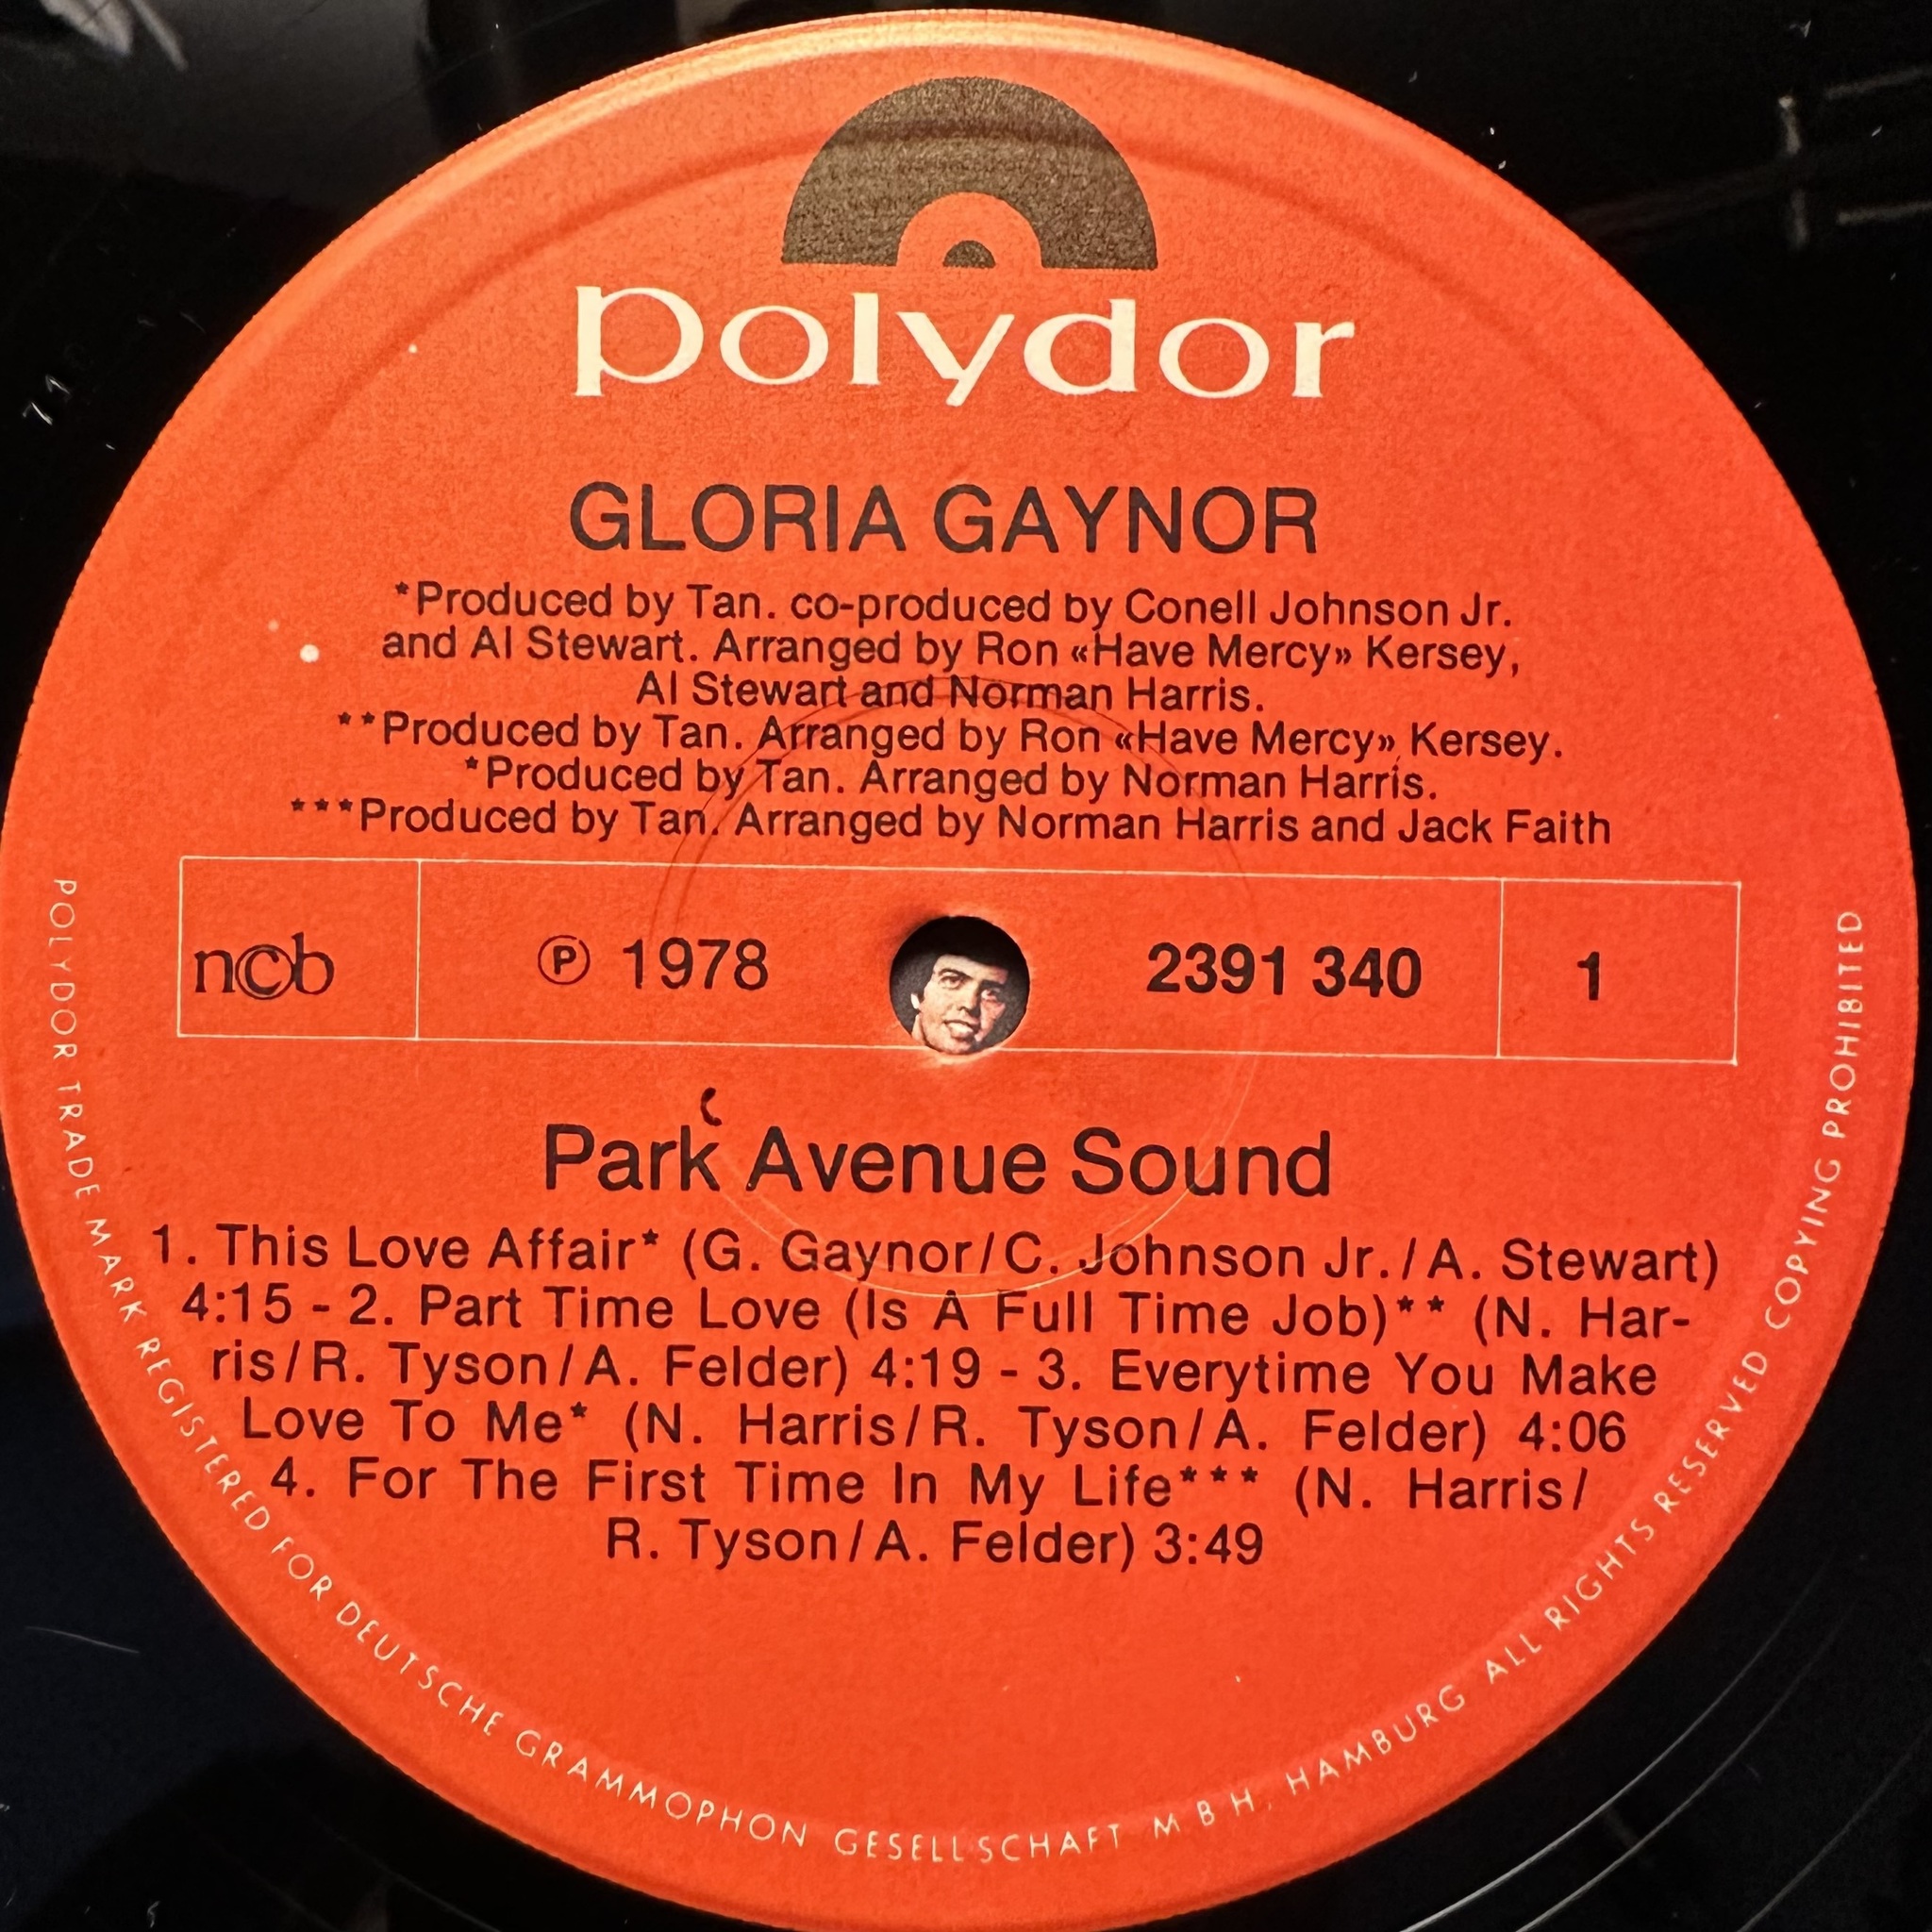 polydor
GLORIA GAYNOR
*Produced by Tan. co-produced by Conell Johnson Jr.
and Al Stewart. Arranged by Ron «Have Mercy» Kersey,
Al Stewart and Norman Harris.
**Produced by Tan. Arranged by Ron «Have Mercy» Kersey.
*Produced by Tan. Arranged by Norman Harris.
***Produced by Tan. Arranged by Norman Harris and Jack Faith
n©b ℗ 1978 2391 340 1
Park Avenue Sound
1. This Love Affair* (G. Gaynor/C. Johnson Jr./A. Stewart)
4:15 - 2. Part Time Love (Is A Full Time Job)** (N. Har-
ris/R. Tyson/A. Felder) 4:19 - 3. Everytime You Make
Love To Me* (N. Harris/R. Tyson/A. Felder) 4:06
4. For The First Time In My Life*** (N. Harris/
R. Tyson/A. Felder) 3:49
POLYDOR TRADE MARK REGISTERED FOR DEUTSCHE GRAMMOPHON GESELLSCHAFT M B H, HAMBURG ALL RIGHTS RESERVED COPYING PROHIBITED